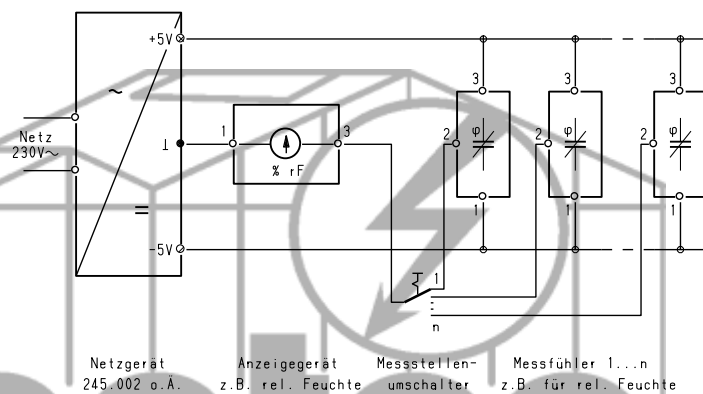 +5V
3
3
3
~
Netz
230V~
⊥
1
3
2
φ
2
φ
2
φ
% rF
=
1
1
1
-5V
1
n
Netzgerät
245.002 o.Ä.
Anzeigegerät
z.B. rel. Feuchte
Messstellen-
umschalter
Messfühler 1...n
z.B. für rel. Feuchte